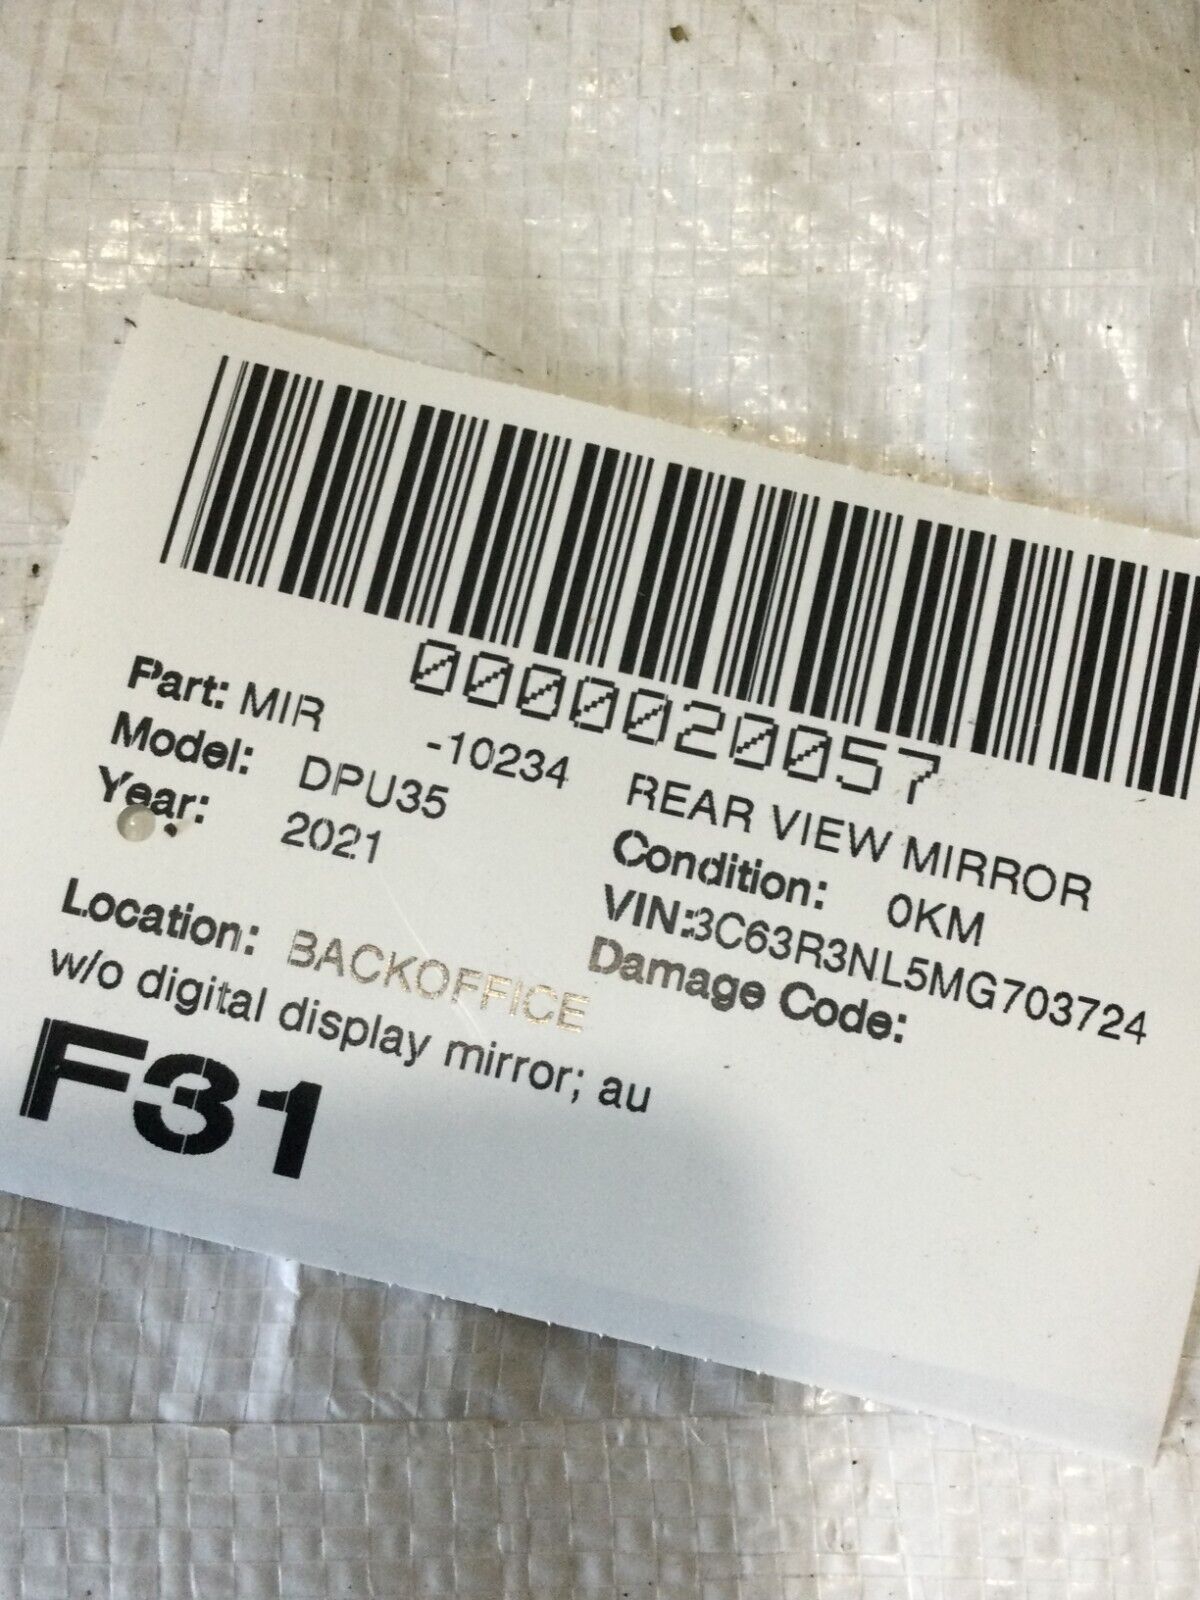 0000020057
Part: MIR -10234 REAR VIEW MIRROR
Model: DPU35 Condition: 0KM
Year: 2021 VIN:3C63R3NL5MG703724
Damage Code:
Location: BACKOFFICE
w/o digital display mirror; au
F31